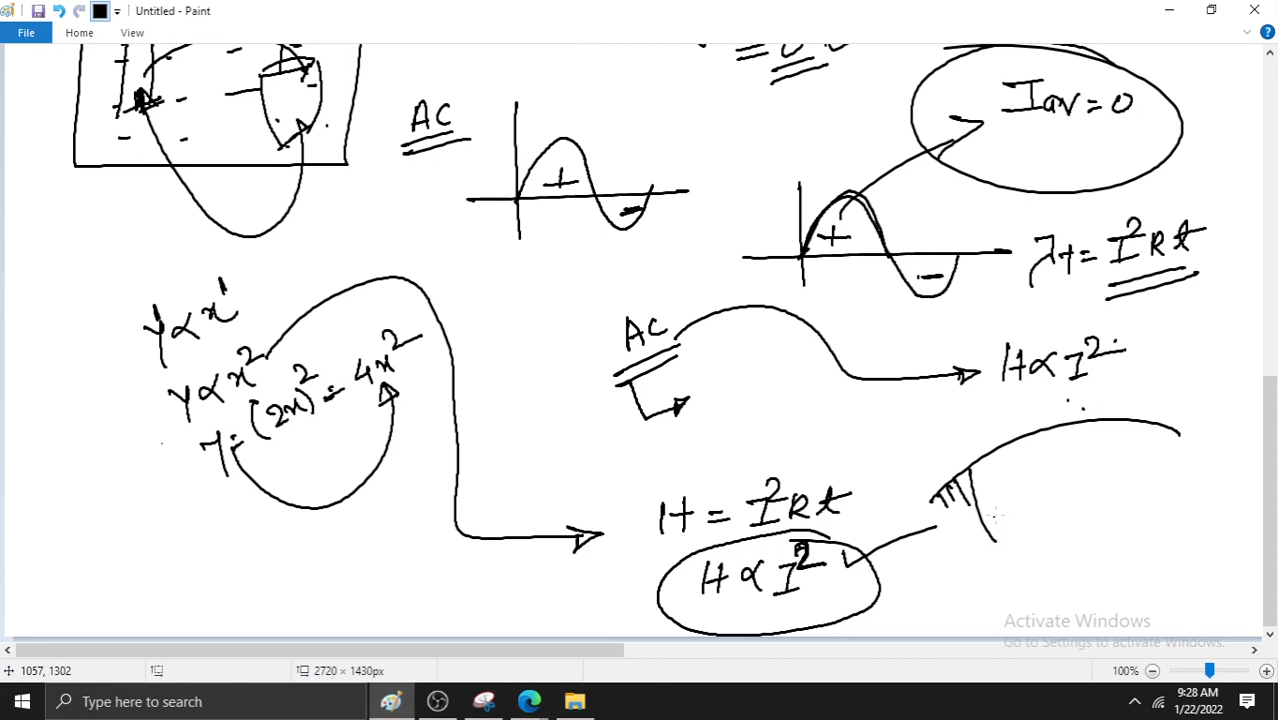 Untitled - Paint
File Home View
Iav = 0
AC
+
-
+
-
H = I²Rt
Y ∝ x¹
AC
Y ∝ x²
H ∝ I²
Y = (2x)² = 4x²
H = I²Rt
H ∝ I²
Activate Windows
Go to Settings to activate Windows.
1057, 1302
2720 × 1430px
100%
Type here to search
9:28 AM
1/22/2022